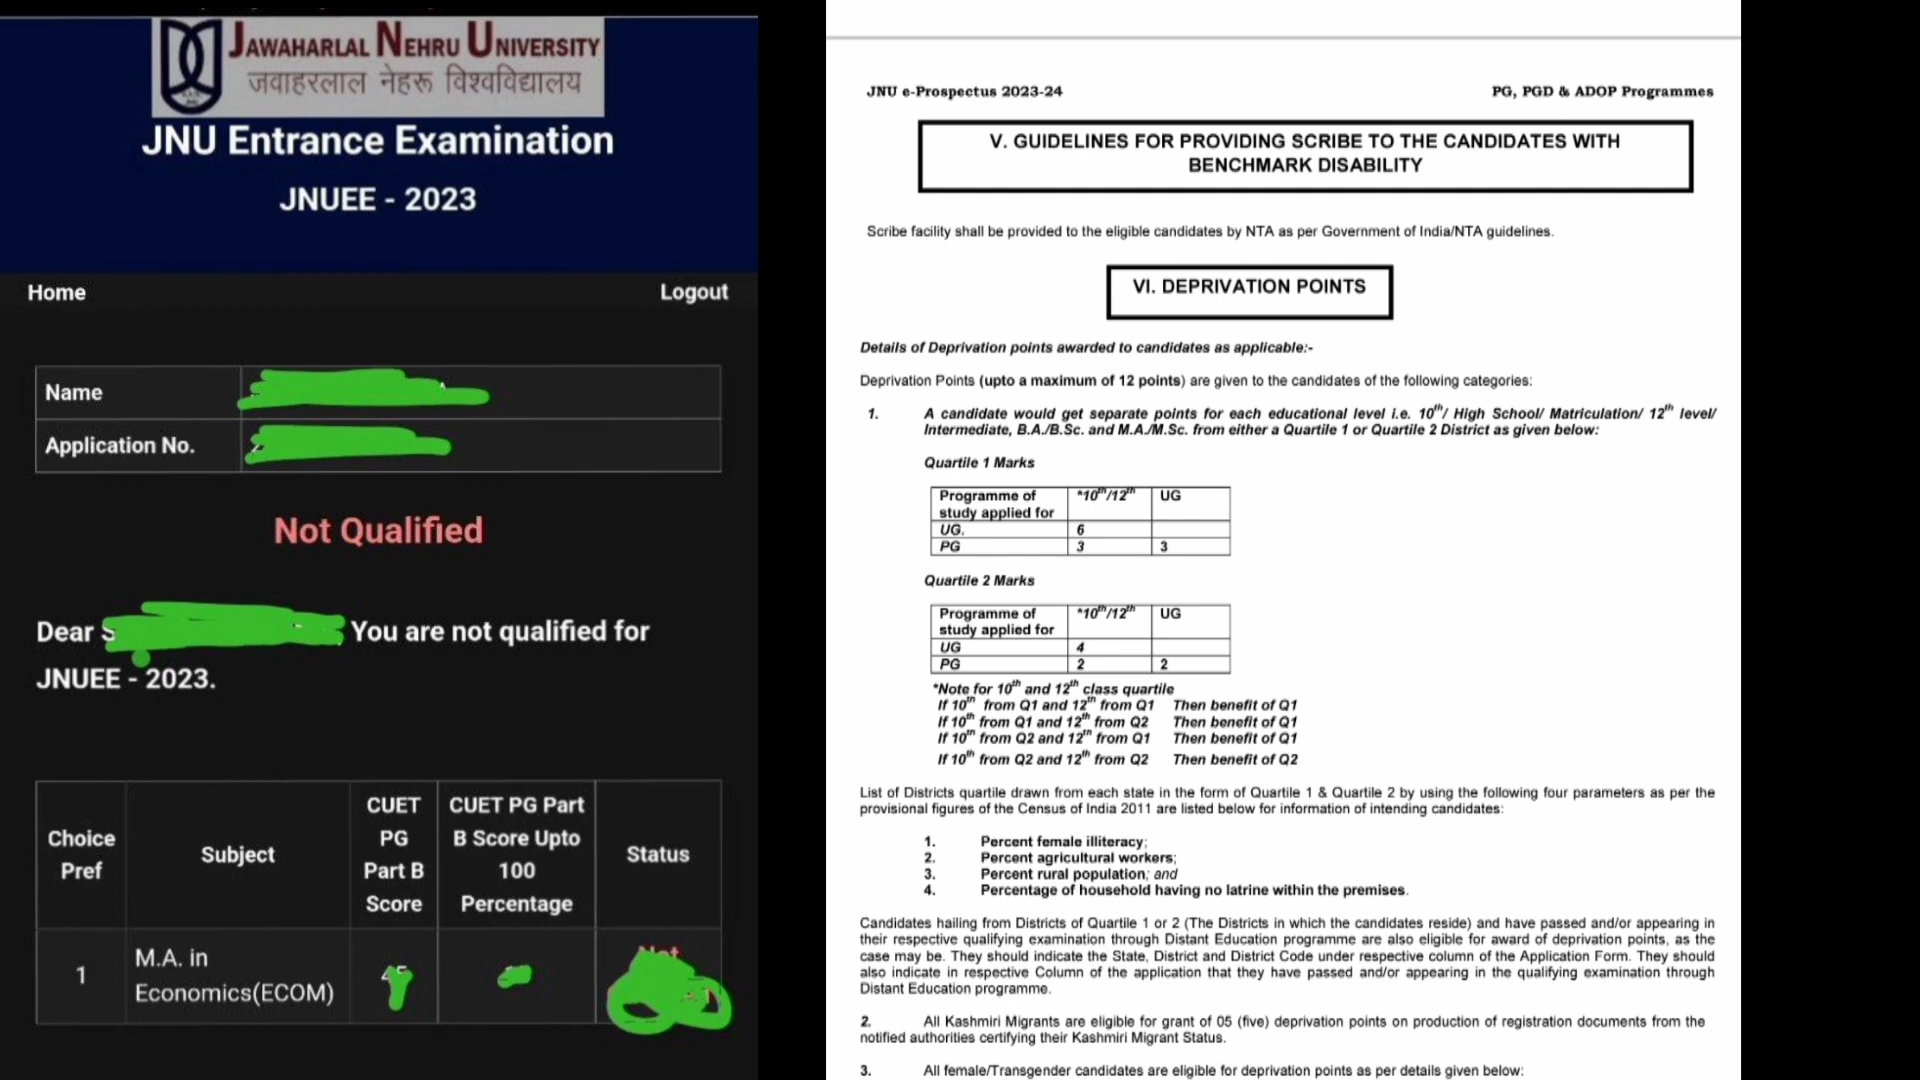 JAWAHARLAL NEHRU UNIVERSITY
जवाहरलाल नेहरू विश्वविद्यालय
JNU Entrance Examination
JNUEE - 2023
Home
Logout
Name
Application No.
Not Qualified
Dear S You are not qualified for
JNUEE - 2023.
Choice Pref
Subject
CUET PG Part B Score
CUET PG Part B Score Upto 100 Percentage
Status
1
M.A. in
Economics(ECOM)
JNU e-Prospectus 2023-24
PG, PGD & ADOP Programmes
V. GUIDELINES FOR PROVIDING SCRIBE TO THE CANDIDATES WITH
BENCHMARK DISABILITY
Scribe facility shall be provided to the eligible candidates by NTA as per Government of India/NTA guidelines.
VI. DEPRIVATION POINTS
Details of Deprivation points awarded to candidates as applicable:-
Deprivation Points (upto a maximum of 12 points) are given to the candidates of the following categories:
1. A candidate would get separate points for each educational level i.e. 10th/ High School/ Matriculation/ 12th level/
Intermediate, B.A./B.Sc. and M.A./M.Sc. from either a Quartile 1 or Quartile 2 District as given below:
Quartile 1 Marks
Programme of study applied for *10th/12th UG
UG. 6
PG 3 3
Quartile 2 Marks
Programme of study applied for *10th/12th UG
UG 4
PG 2 2
*Note for 10th and 12th class quartile
If 10th from Q1 and 12th from Q1 Then benefit of Q1
If 10th from Q1 and 12th from Q2 Then benefit of Q1
If 10th from Q2 and 12th from Q1 Then benefit of Q1
If 10th from Q2 and 12th from Q2 Then benefit of Q2
List of Districts quartile drawn from each state in the form of Quartile 1 & Quartile 2 by using the following four parameters as per the
provisional figures of the Census of India 2011 are listed below for information of intending candidates:
1. Percent female illiteracy;
2. Percent agricultural workers;
3. Percent rural population; and
4. Percentage of household having no latrine within the premises.
Candidates hailing from Districts of Quartile 1 or 2 (The Districts in which the candidates reside) and have passed and/or appearing in
their respective qualifying examination through Distant Education programme are also eligible for award of deprivation points, as the
case may be. They should indicate the State, District and District Code under respective column of the Application Form. They should
also indicate in respective Column of the application that they have passed and/or appearing in the qualifying examination through
Distant Education programme.
2. All Kashmiri Migrants are eligible for grant of 05 (five) deprivation points on production of registration documents from the
notified authorities certifying their Kashmiri Migrant Status.
3. All female/Transgender candidates are eligible for deprivation points as per details given below: